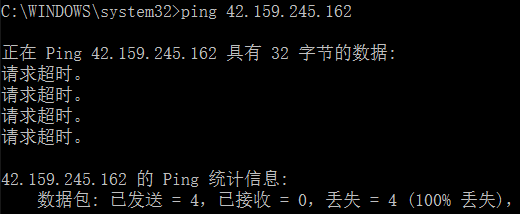 C:\WINDOWS\system32>ping 42.159.245.162
正在 Ping 42.159.245.162 具有 32 字节的数据:
请求超时。
请求超时。
请求超时。
请求超时。
42.159.245.162 的 Ping 统计信息:
数据包: 已发送 = 4，已接收 = 0，丢失 = 4 (100% 丢失)，